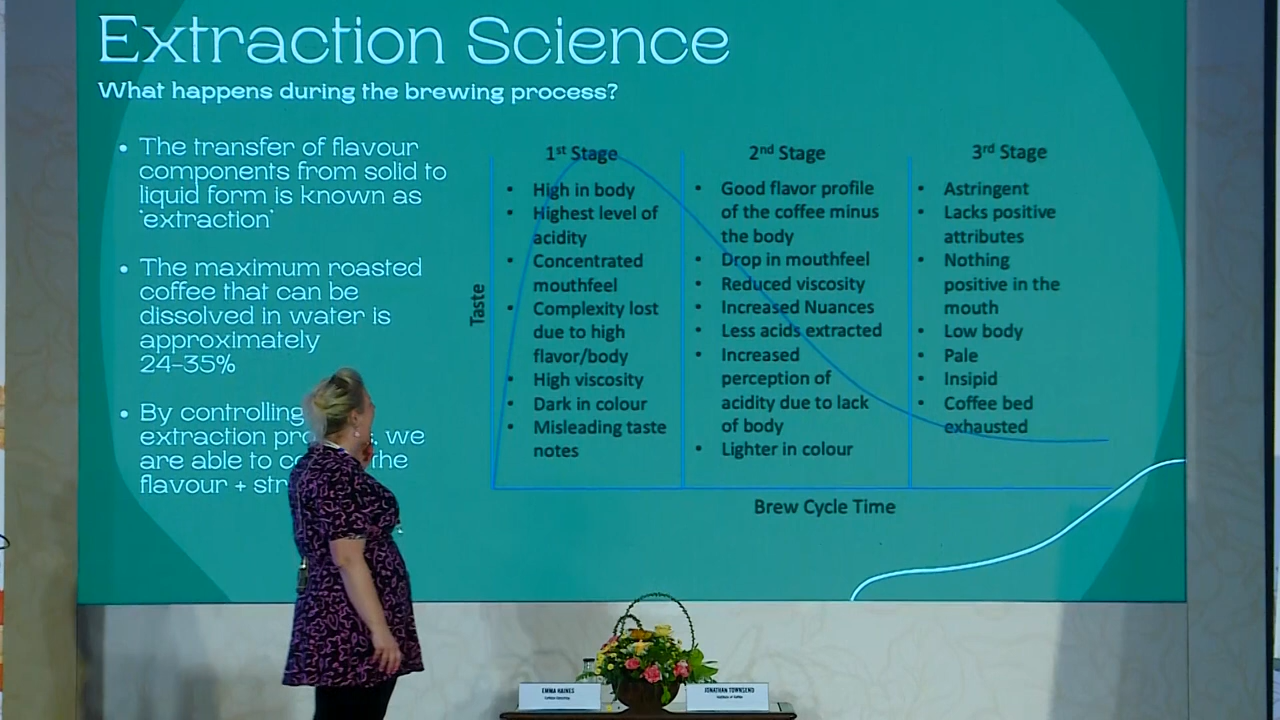 Extraction Science
What happens during the brewing process?
• The transfer of flavour
components from solid to
liquid form is known as
'extraction'
• The maximum roasted
coffee that can be
dissolved in water is
approximately
24-35%
• By controlling
extraction we
are able to the
flavour +
Taste
1st Stage
• High in body
• Highest level of
acidity
• Concentrated
mouthfeel
• Complexity lost
due to high
flavor/body
• High viscosity
• Dark in colour
• Misleading taste
notes
2nd Stage
• Good flavor profile
of the coffee minus
the body
• Drop in mouthfeel
• Reduced viscosity
• Increased Nuances
• Less acids extracted
• Increased
perception of
acidity due to lack
of body
• Lighter in colour
3rd Stage
• Astringent
• Lacks positive
attributes
• Nothing
positive in the
mouth
• Low body
• Pale
• Insipid
• Coffee bed
exhausted
Brew Cycle Time
EMMA HAINES
JONATHAN TOWNSEND